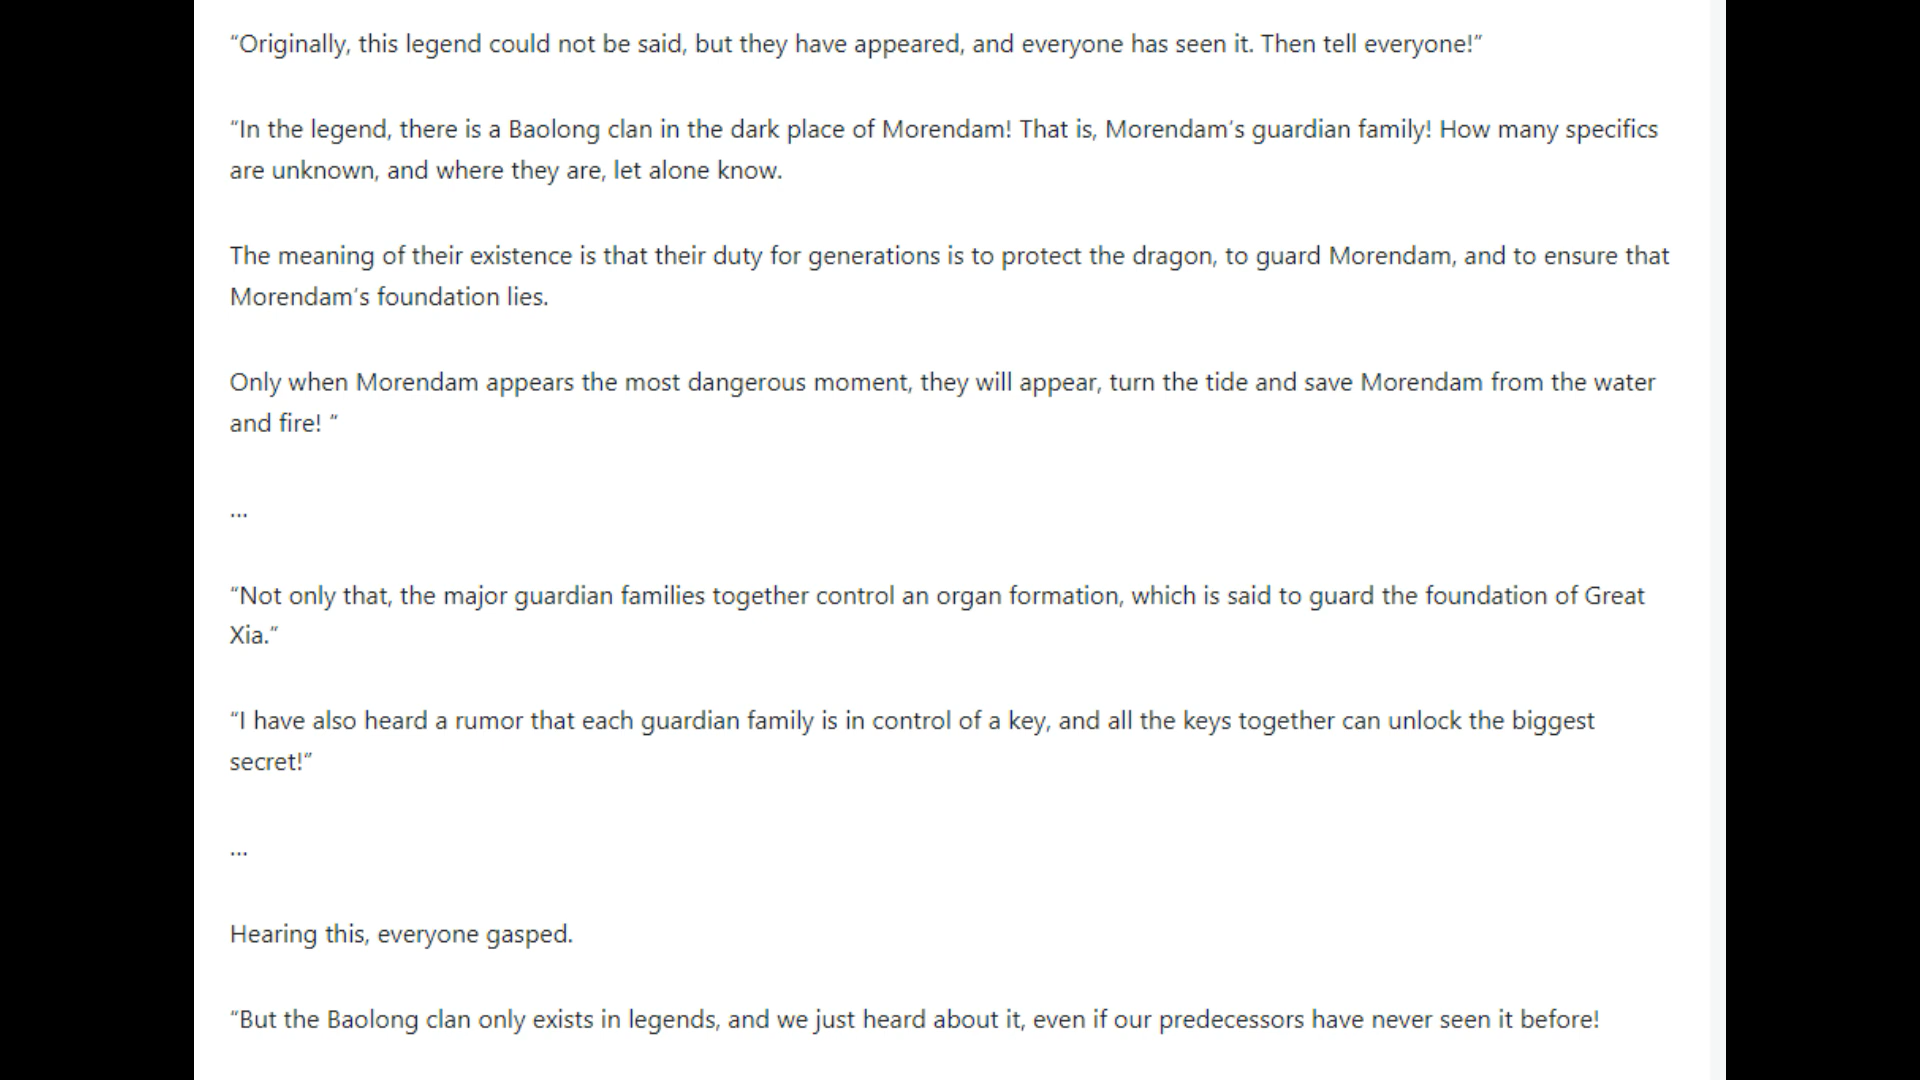 “Originally, this legend could not be said, but they have appeared, and everyone has seen it. Then tell everyone!”
“In the legend, there is a Baolong clan in the dark place of Morendam! That is, Morendam’s guardian family! How many specifics
are unknown, and where they are, let alone know.
The meaning of their existence is that their duty for generations is to protect the dragon, to guard Morendam, and to ensure that
Morendam’s foundation lies.
Only when Morendam appears the most dangerous moment, they will appear, turn the tide and save Morendam from the water
and fire! “
…
“Not only that, the major guardian families together control an organ formation, which is said to guard the foundation of Great
Xia.”
“I have also heard a rumor that each guardian family is in control of a key, and all the keys together can unlock the biggest
secret!”
…
Hearing this, everyone gasped.
“But the Baolong clan only exists in legends, and we just heard about it, even if our predecessors have never seen it before!